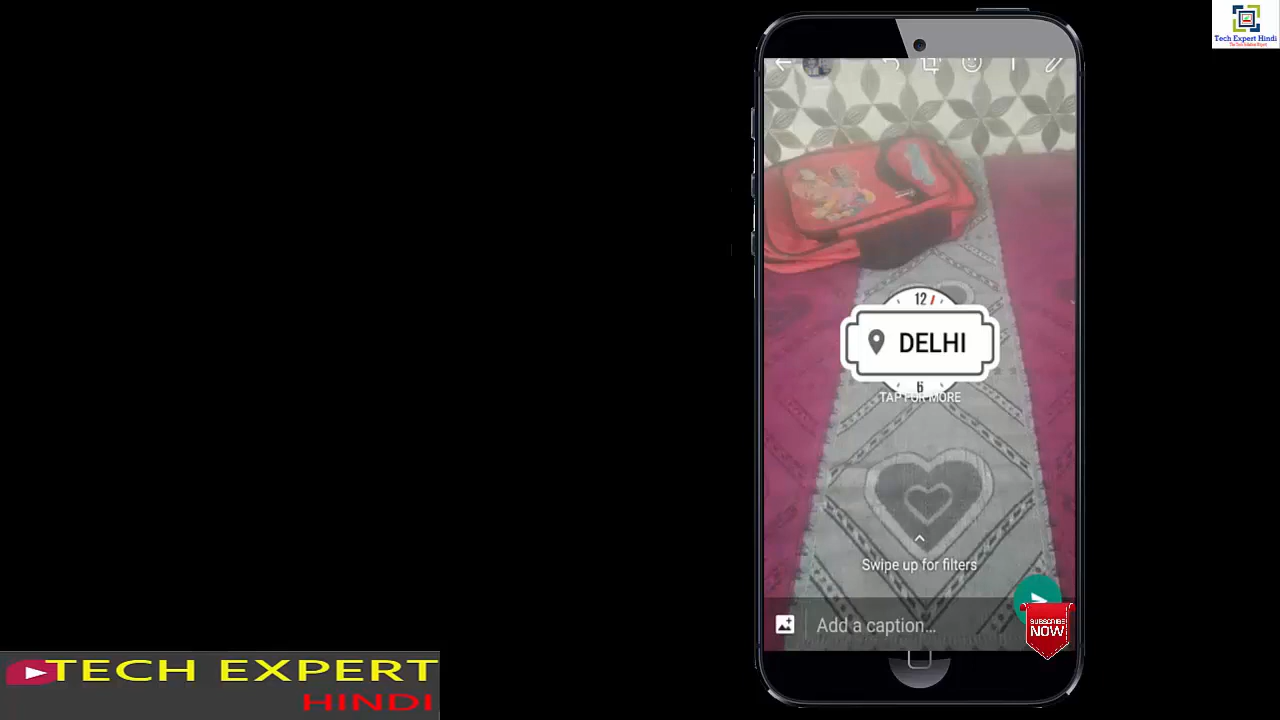 Tech Expert Hindi
12
DELHI
6
TAP FOR MORE
Swipe up for filters
Add a caption...
SUBSCRIBE
NOW
TECH EXPERT
HINDI